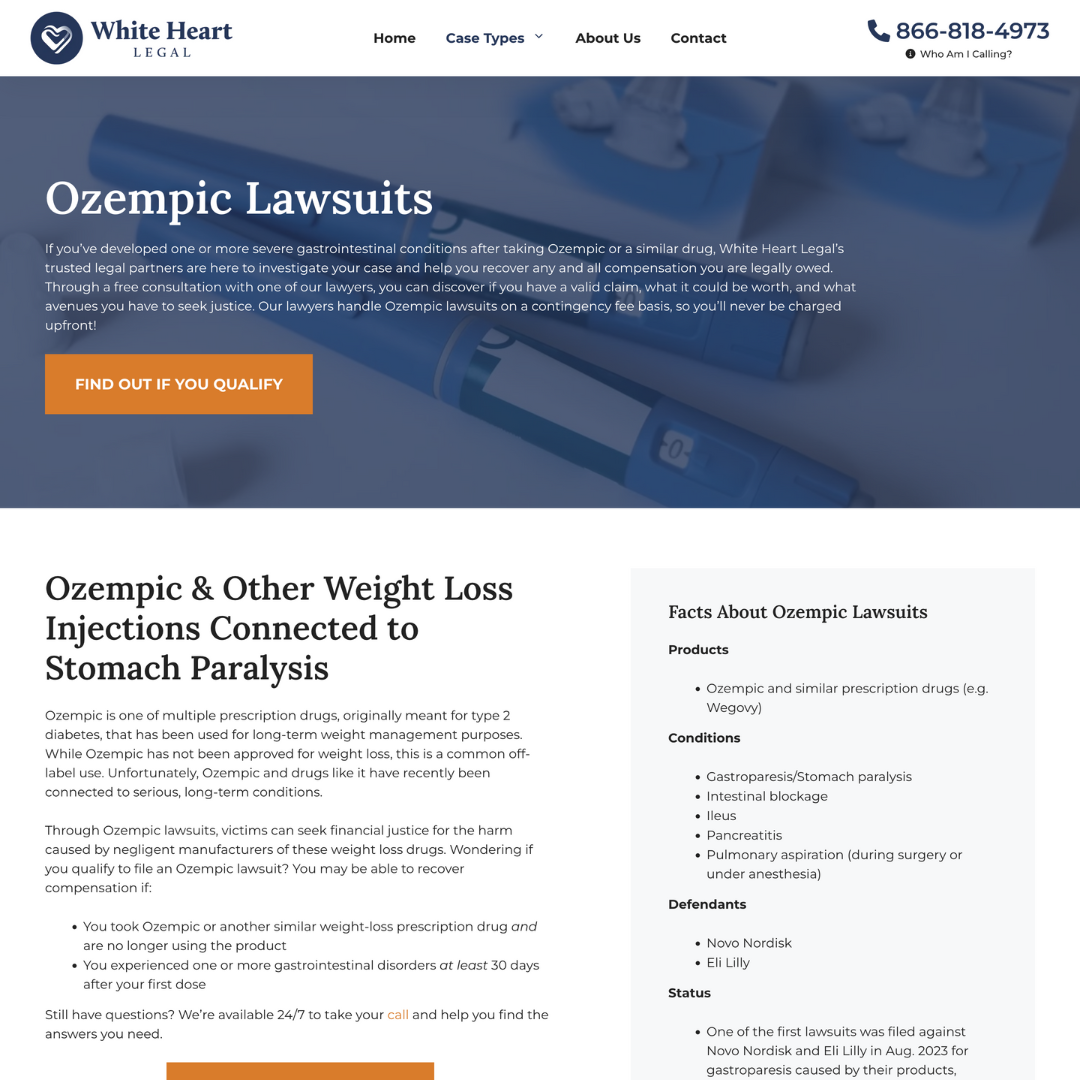 White Heart
LEGAL
Home
Case Types
About Us
Contact
866-818-4973
Who Am I Calling?
Ozempic Lawsuits
If you’ve developed one or more severe gastrointestinal conditions after taking Ozempic or a similar drug, White Heart Legal’s
trusted legal partners are here to investigate your case and help you recover any and all compensation you are legally owed.
Through a free consultation with one of our lawyers, you can discover if you have a valid claim, what it could be worth, and what
avenues you have to seek justice. Our lawyers handle Ozempic lawsuits on a contingency fee basis, so you’ll never be charged
upfront!
FIND OUT IF YOU QUALIFY
0
Ozempic & Other Weight Loss
Injections Connected to
Stomach Paralysis
Ozempic is one of multiple prescription drugs, originally meant for type 2
diabetes, that has been used for long-term weight management purposes.
While Ozempic has not been approved for weight loss, this is a common off-
label use. Unfortunately, Ozempic and drugs like it have recently been
connected to serious, long-term conditions.
Through Ozempic lawsuits, victims can seek financial justice for the harm
caused by negligent manufacturers of these weight loss drugs. Wondering if
you qualify to file an Ozempic lawsuit? You may be able to recover
compensation if:
• You took Ozempic or another similar weight-loss prescription drug and
are no longer using the product
• You experienced one or more gastrointestinal disorders at least 30 days
after your first dose
Still have questions? We’re available 24/7 to take your call and help you find the
answers you need.
Facts About Ozempic Lawsuits
Products
• Ozempic and similar prescription drugs (e.g.
Wegovy)
Conditions
• Gastroparesis/Stomach paralysis
• Intestinal blockage
• Ileus
• Pancreatitis
• Pulmonary aspiration (during surgery or
under anesthesia)
Defendants
• Novo Nordisk
• Eli Lilly
Status
• One of the first lawsuits was filed against
Novo Nordisk and Eli Lilly in Aug. 2023 for
gastroparesis caused by their products,